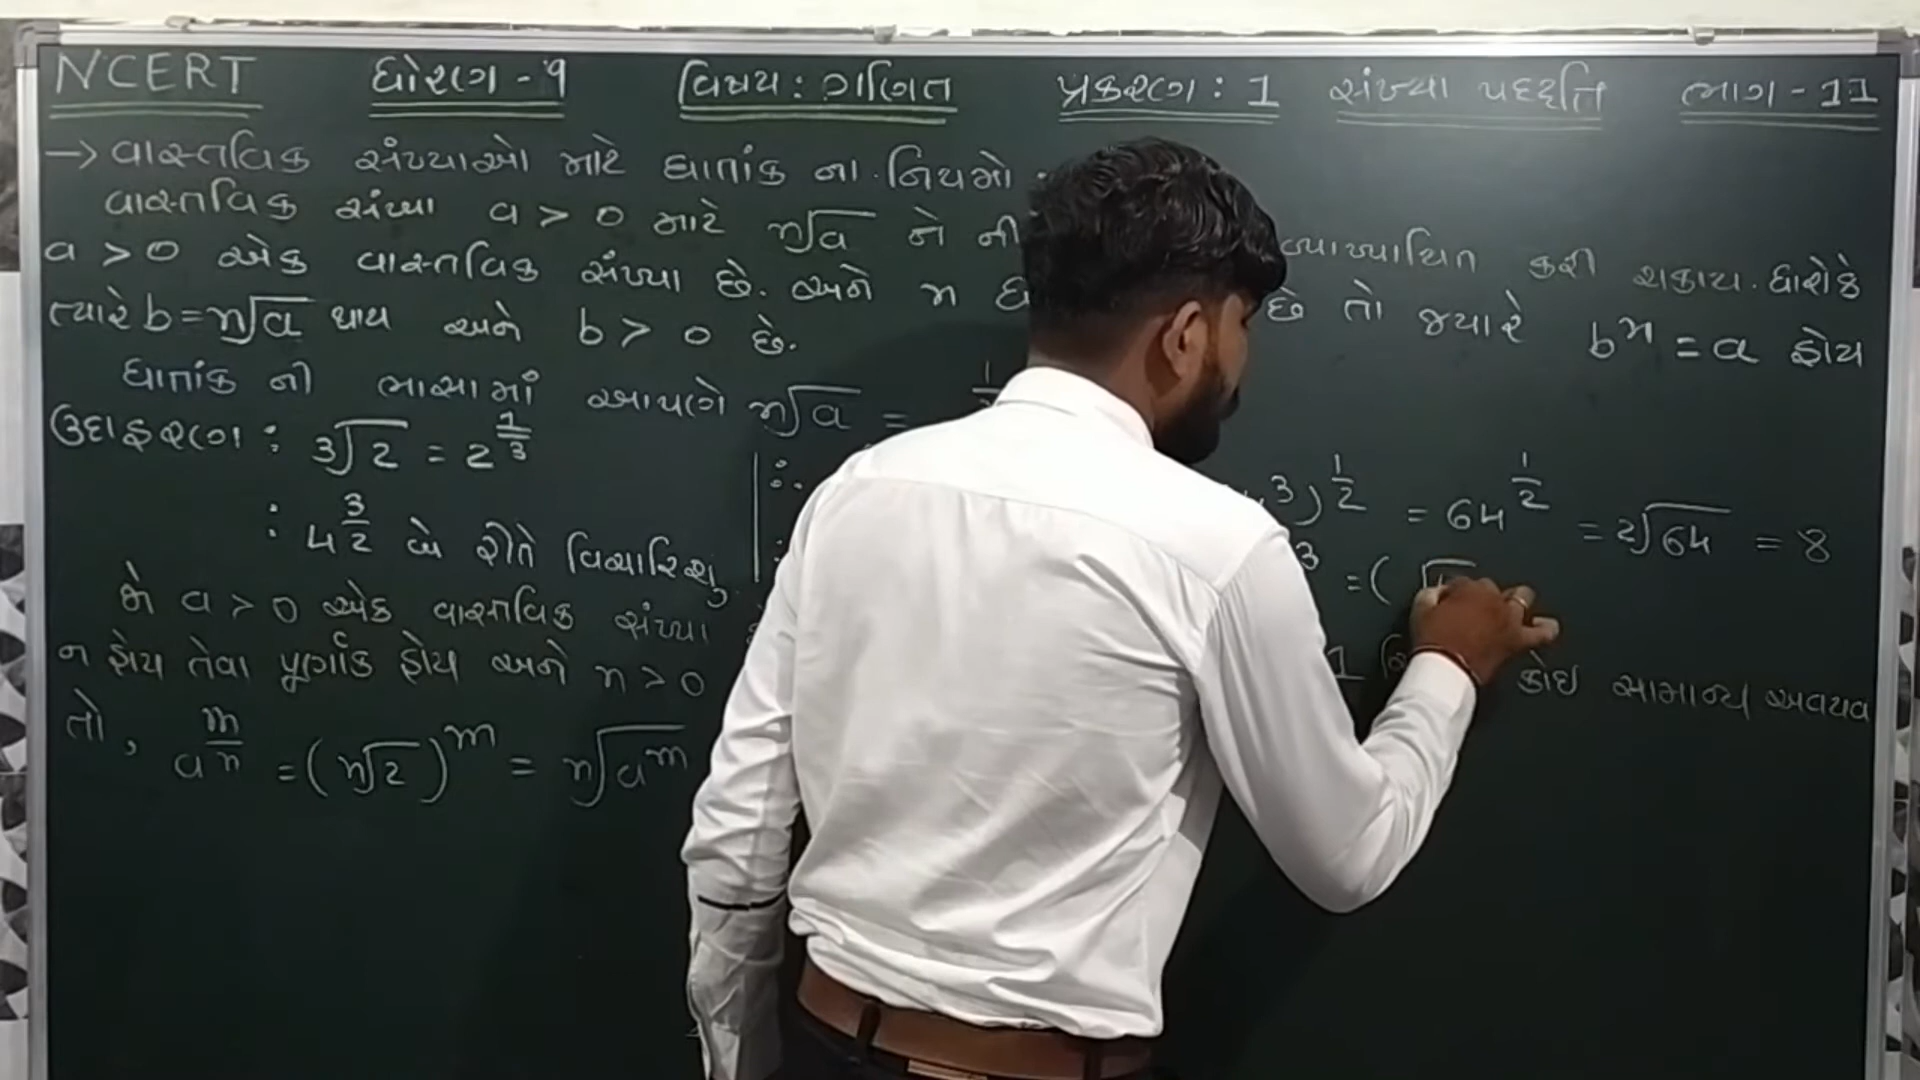 NCERT ધોરણ - ૧ વિષય : ગણિત પ્રકરણ : 1 સંખ્યા પદ્ધતિ ભાગ - 11
→ વાસ્તવિક સંખ્યાઓ માટે ઘાતાંક ના નિયમો
વાસ્તવિક સંખ્યા a > 0 માટે n√a ને ની વ્યાખ્યાયિત કરી શકાય. ધારોકે
a > 0 એક વાસ્તવિક સંખ્યા છે. અને n છે તો જ્યારે bⁿ = a હોય
ત્યારે b = n√a થાય અને b > 0 છે.
ઘાતાંક ની ભાસામાં આપણે n√a =
ઉદાહરણ : 3√2 = 2^(1/3)
: 4^(3/2) બે રીતે વિચારિશુ.
³)^(1/2) = 64^(1/2) = 2√64 = 8
³ = (√
જો a > 0 એક વાસ્તવિક સંખ્યા 1 કોઇ સામાન્ય અવયવ
ન હોય તેવા પૂર્ણાંક હોય અને n > 0
તો, a^(m/n) = (n√2)^m = n√a^m